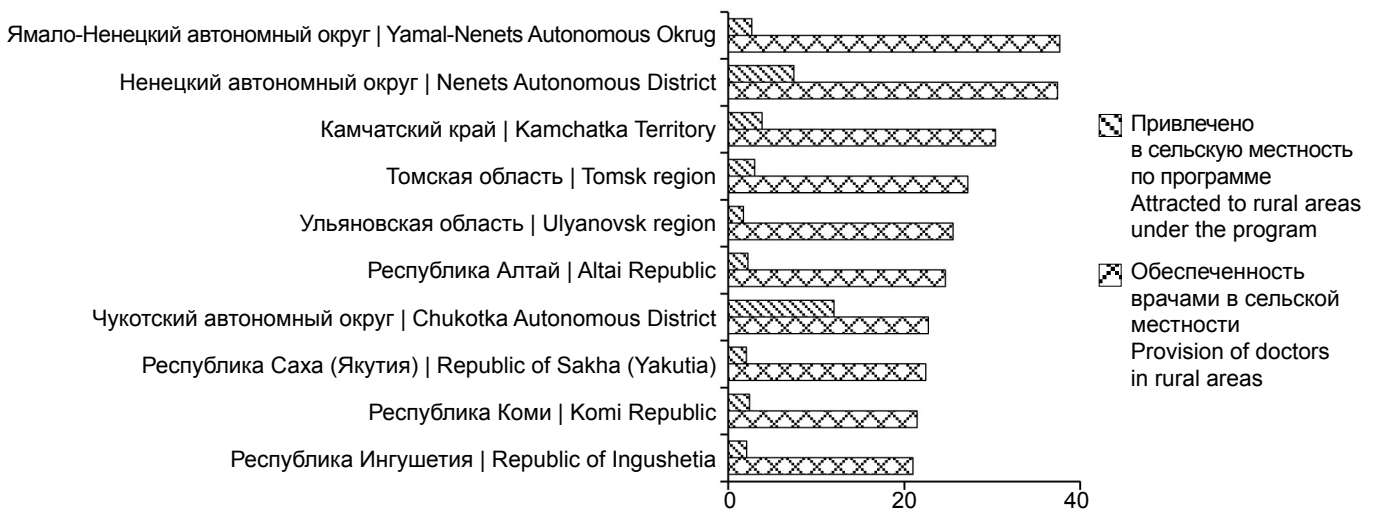 Ямало-Ненецкий автономный округ | Yamal-Nenets Autonomous Okrug
Ненецкий автономный округ | Nenets Autonomous District
Камчатский край | Kamchatka Territory
Томская область | Tomsk region
Ульяновская область | Ulyanovsk region
Республика Алтай | Altai Republic
Чукотский автономный округ | Chukotka Autonomous District
Республика Саха (Якутия) | Republic of Sakha (Yakutia)
Республика Коми | Komi Republic
Республика Ингушетия | Republic of Ingushetia
0 20 40
Привлечено
в сельскую местность
по программе
Attracted to rural areas
under the program
Обеспеченность
врачами в сельской
местности
Provision of doctors
in rural areas